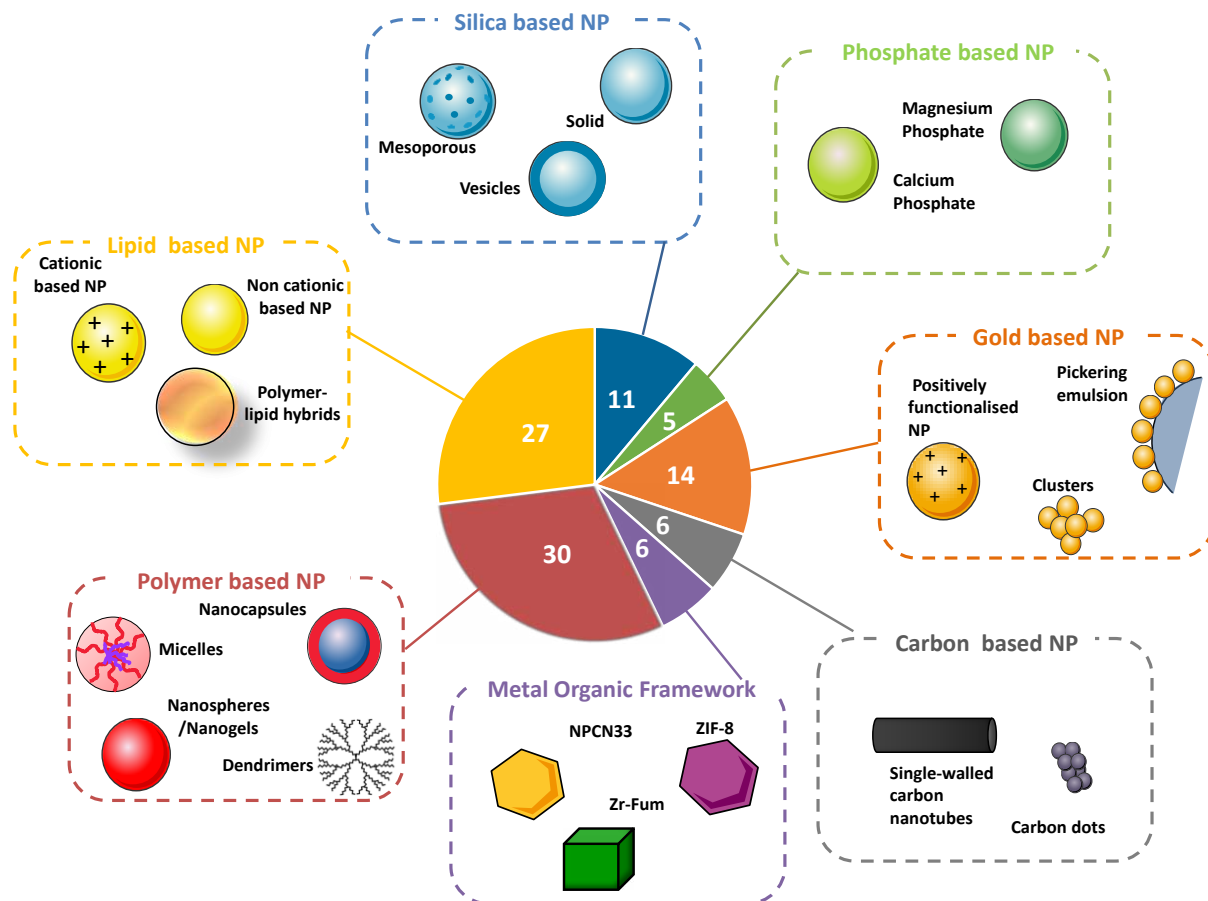 Silica based NP
Mesoporous
Solid
Vesicles
Phosphate based NP
Magnesium
Phosphate
Calcium
Phosphate
Lipid  based NP
Cationic
based NP
Non cationic
based NP
Polymer-
lipid hybrids
Gold based NP
Positively
functionalised
NP
Pickering
emulsion
Clusters
11
5
14
6
6
30
27
Polymer based NP
Nanocapsules
Micelles
Nanospheres
/Nanogels
Dendrimers
Metal Organic Framework
NPCN33
ZIF-8
Zr-Fum
Carbon  based NP
Single-walled
carbon
nanotubes
Carbon dots